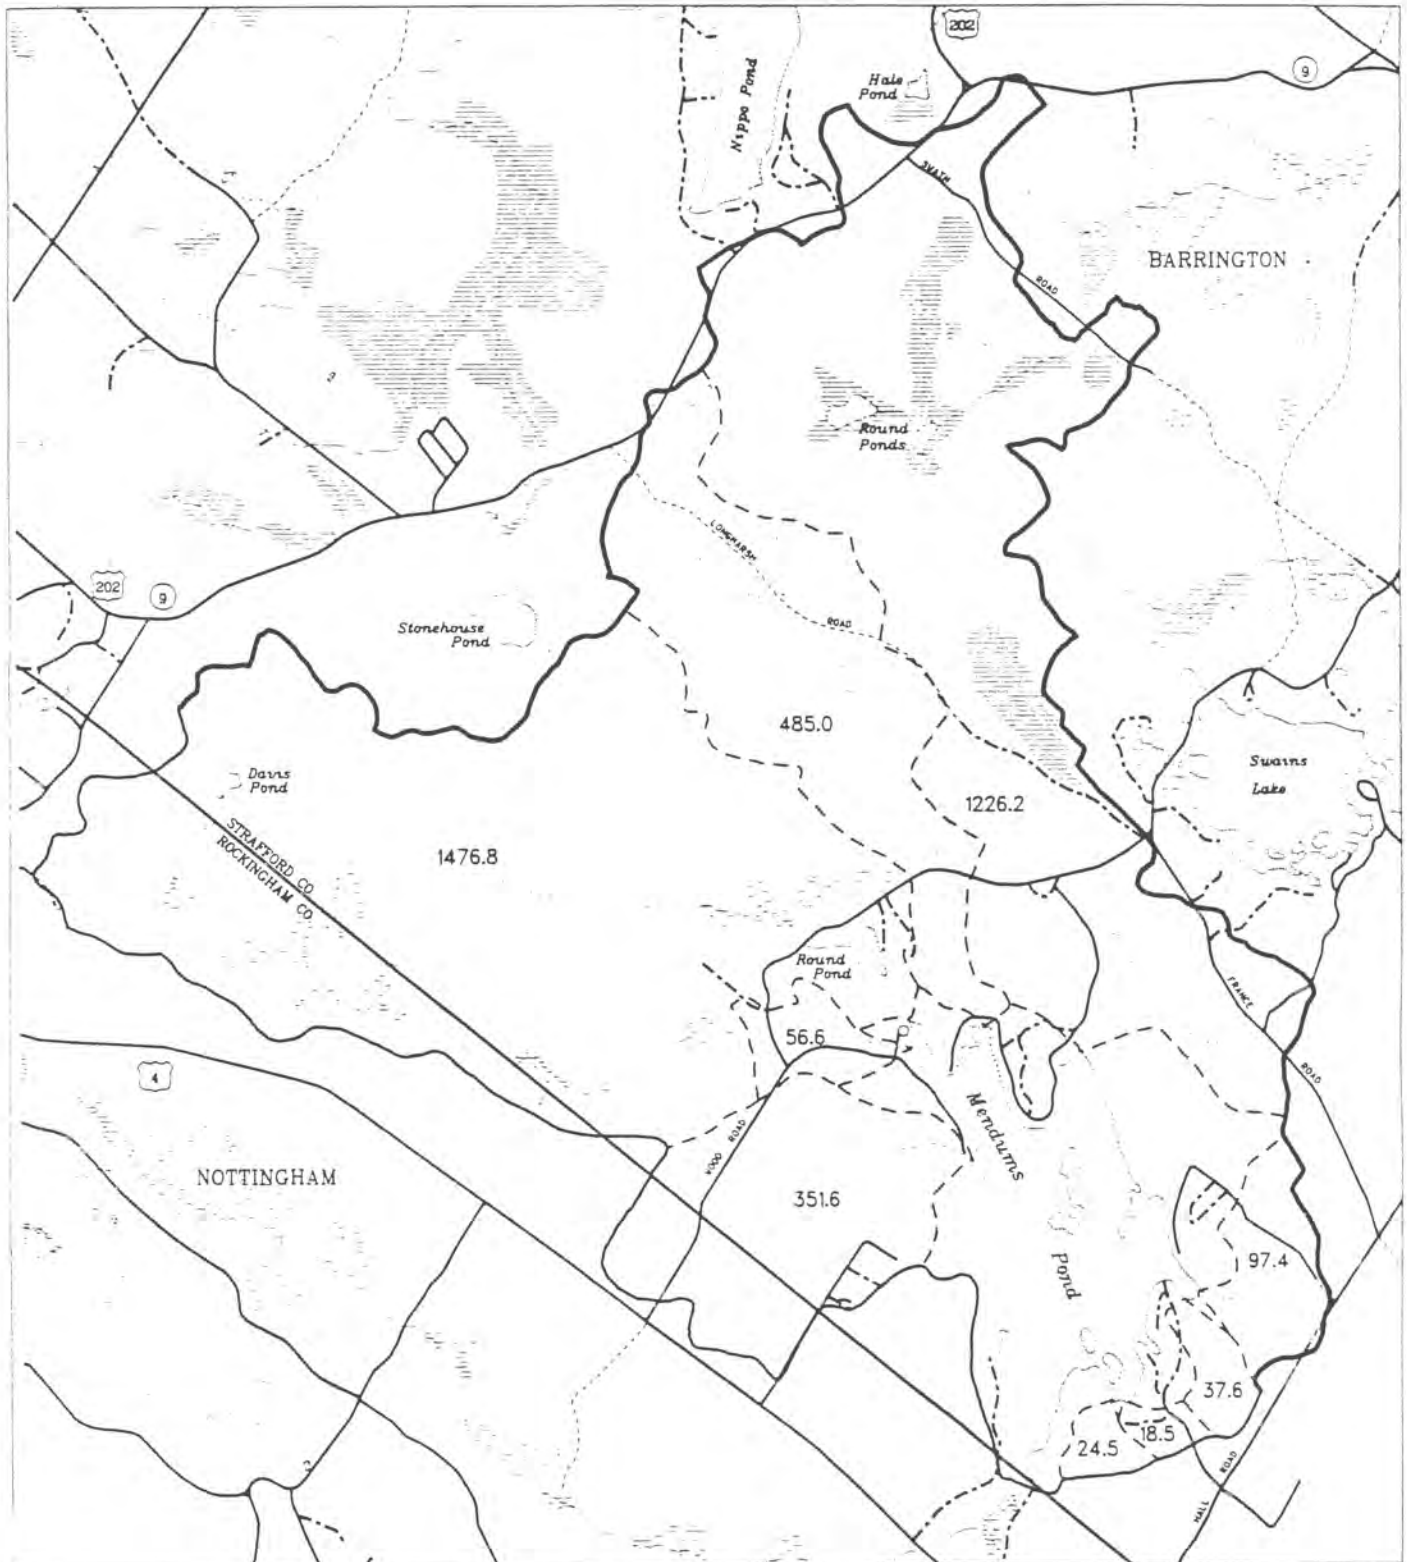 202
9
Hale
Pond
Nippo Pond
SWAIN
ROAD
BARRINGTON
Round
Ponds
LONGMARSH
ROAD
202
9
Stonehouse
Pond
485.0
Swains
Lake
Davis
Pond
1226.2
STRAFFORD CO
ROCKINGHAM CO
1476.8
Round
Pond
56.6
FRANCE
ROAD
4
Mendums
Pond
WOOD ROAD
NOTTINGHAM
351.6
97.4
37.6
18.5
24.5
HALL ROAD